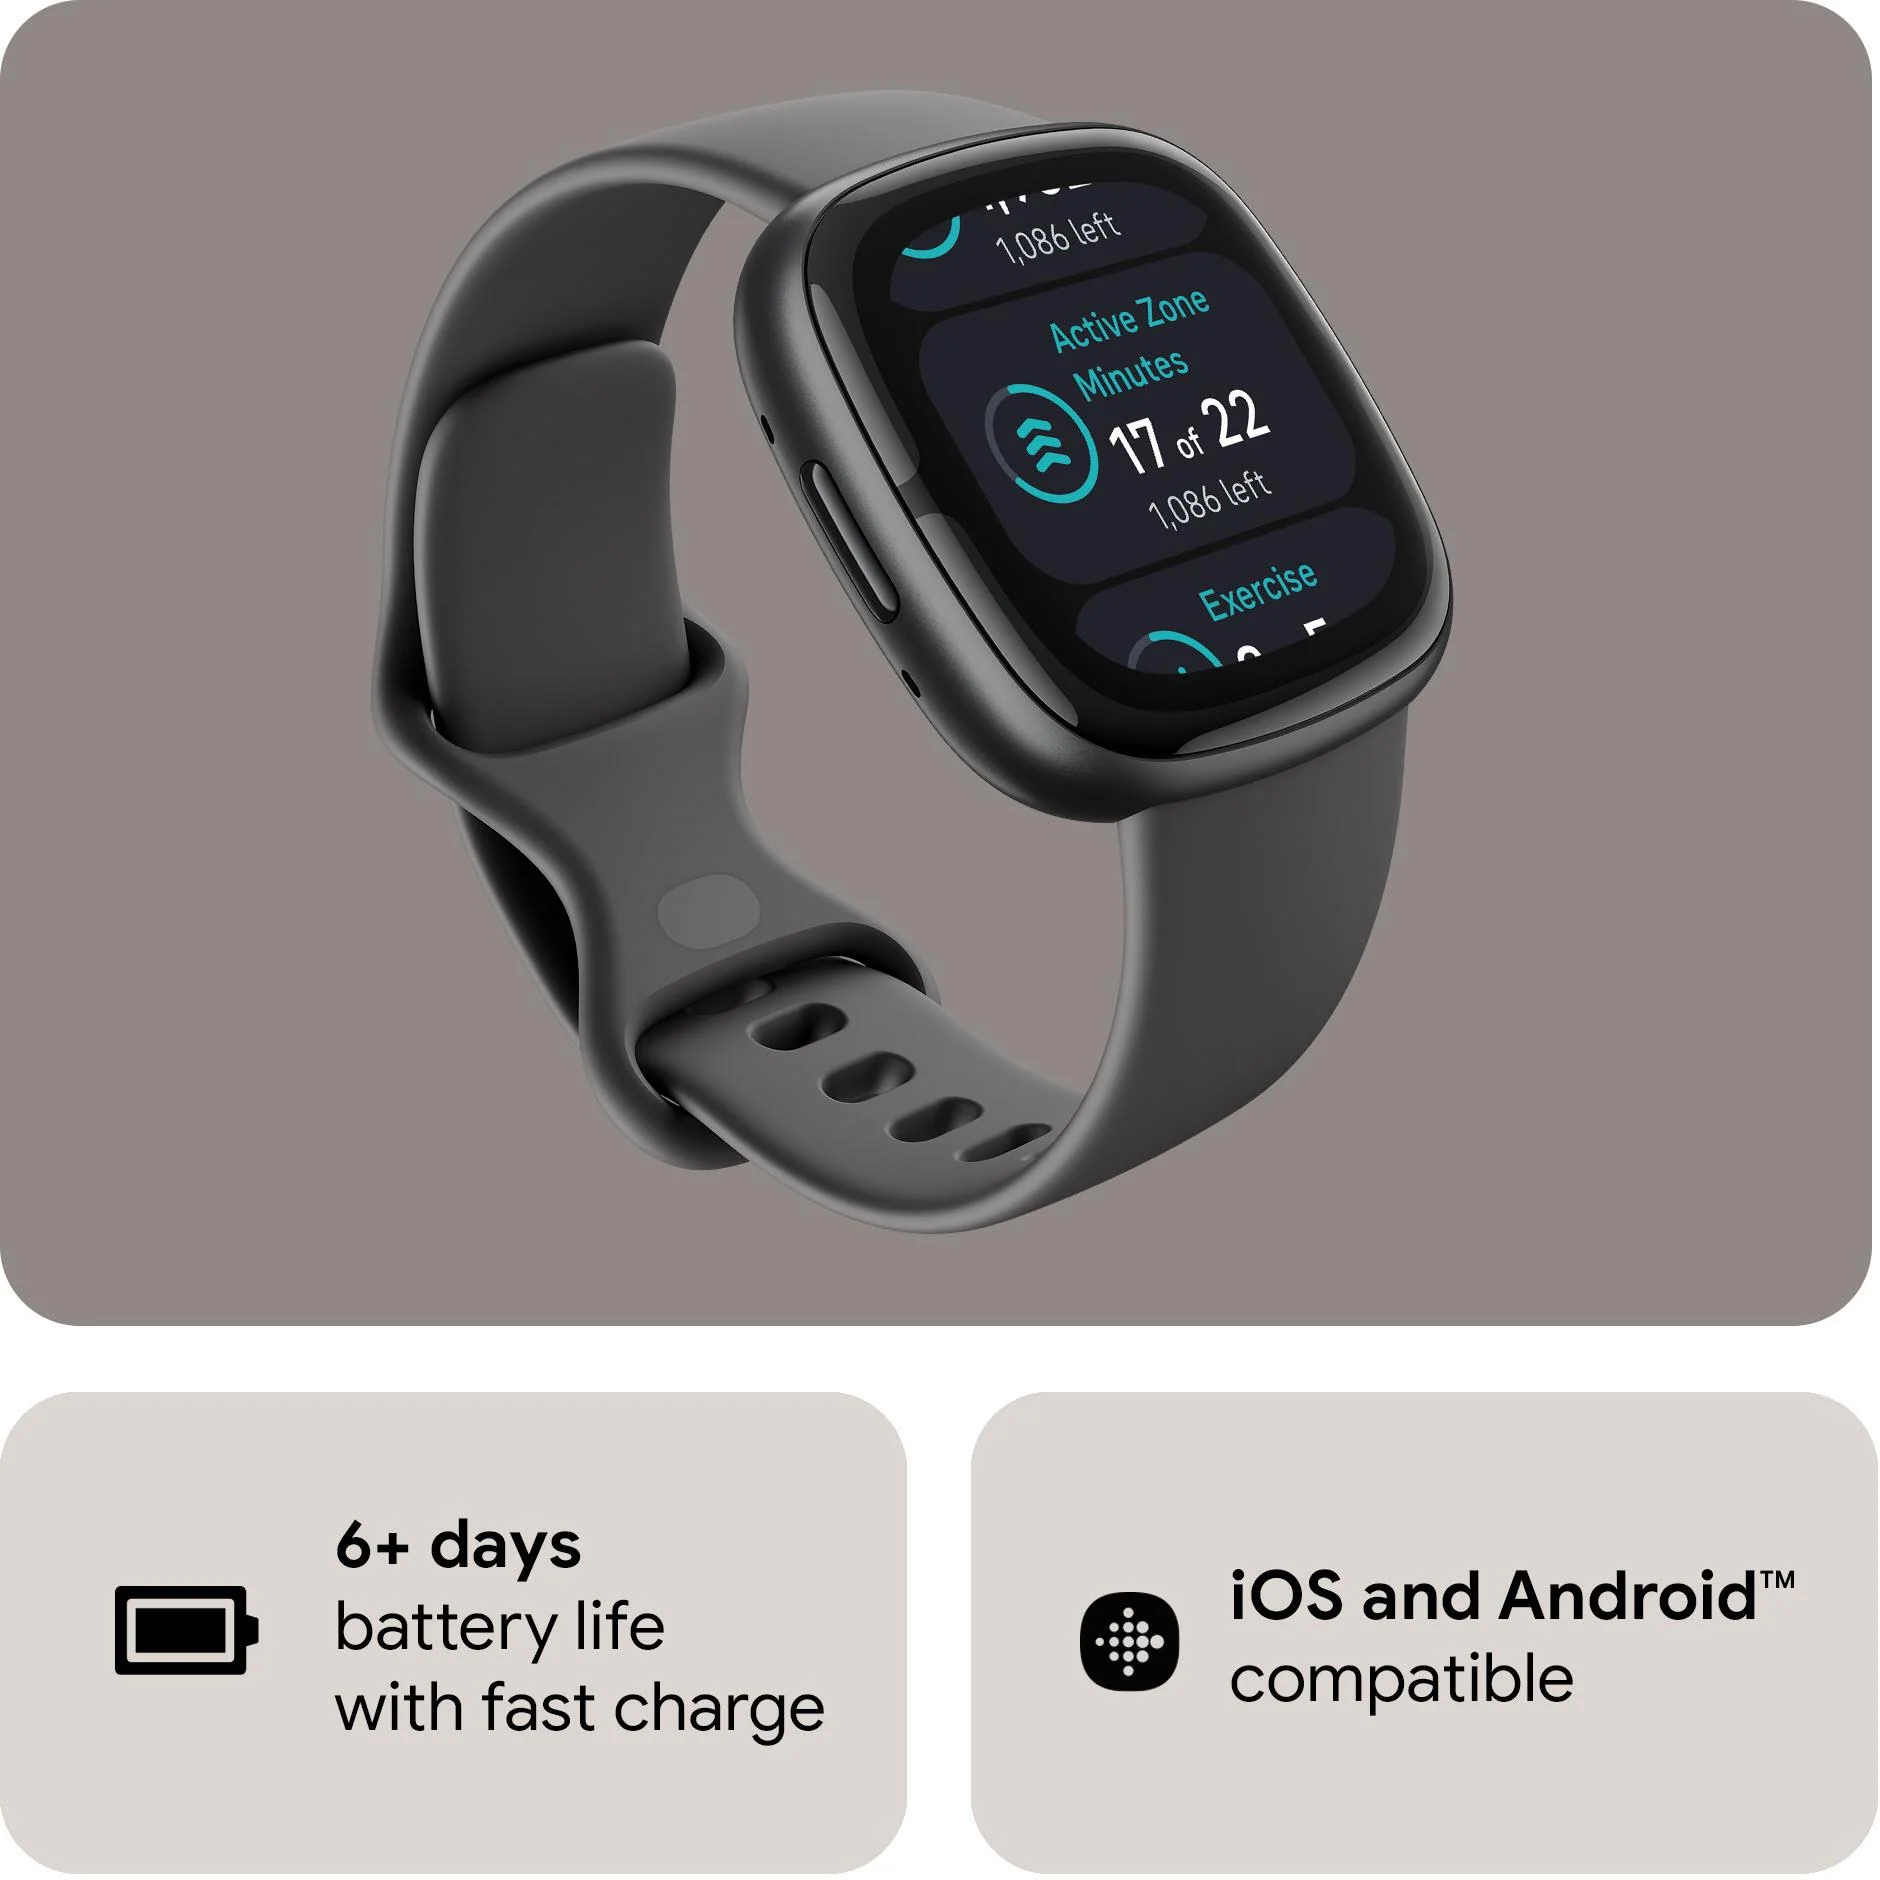 1,086 left
Active Zone
Minutes
17 of 22
1,086 left
Exercise
6+ days
battery life
with fast charge
iOS and Android™
compatible